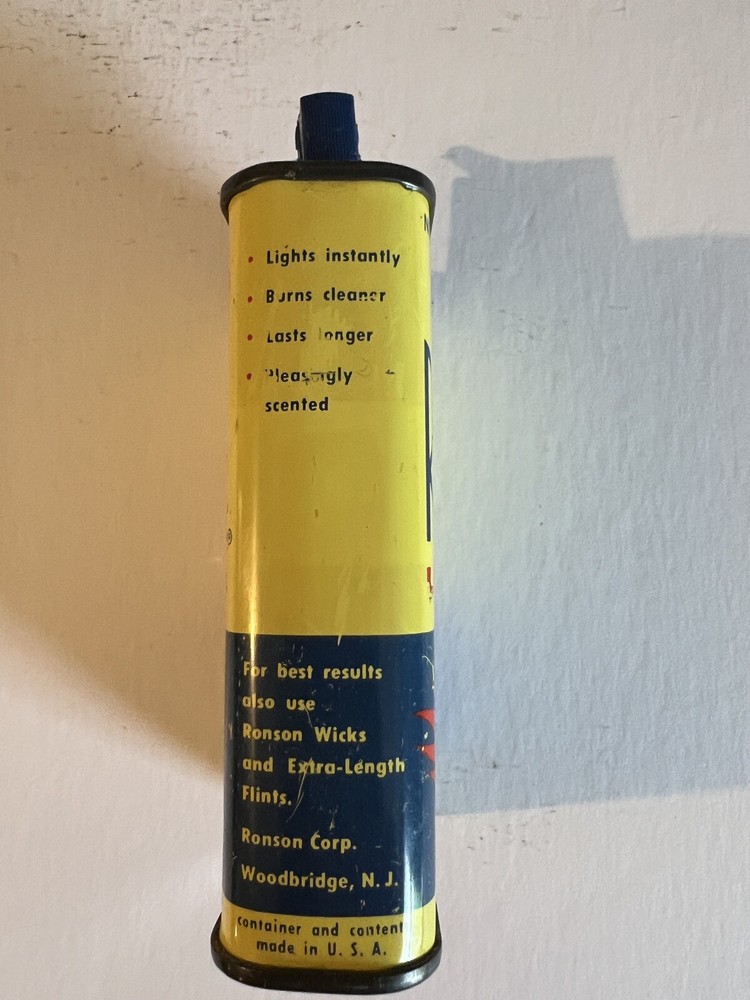 • Lights instantly
• Burns cleaner
• Lasts longer
• Pleasingly
scented
®
For best results
also use
Ronson Wicks
and Extra-Length
Flints.
Ronson Corp.
Woodbridge, N. J.
container and content
made in U. S. A.